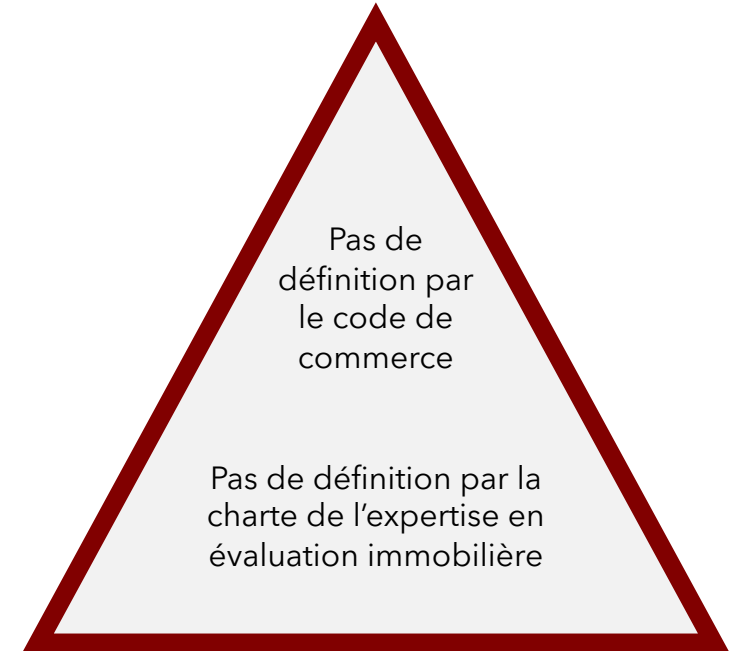 Pas de
définition par
le code de
commerce
Pas de définition par la
charte de l’expertise en
évaluation immobilière